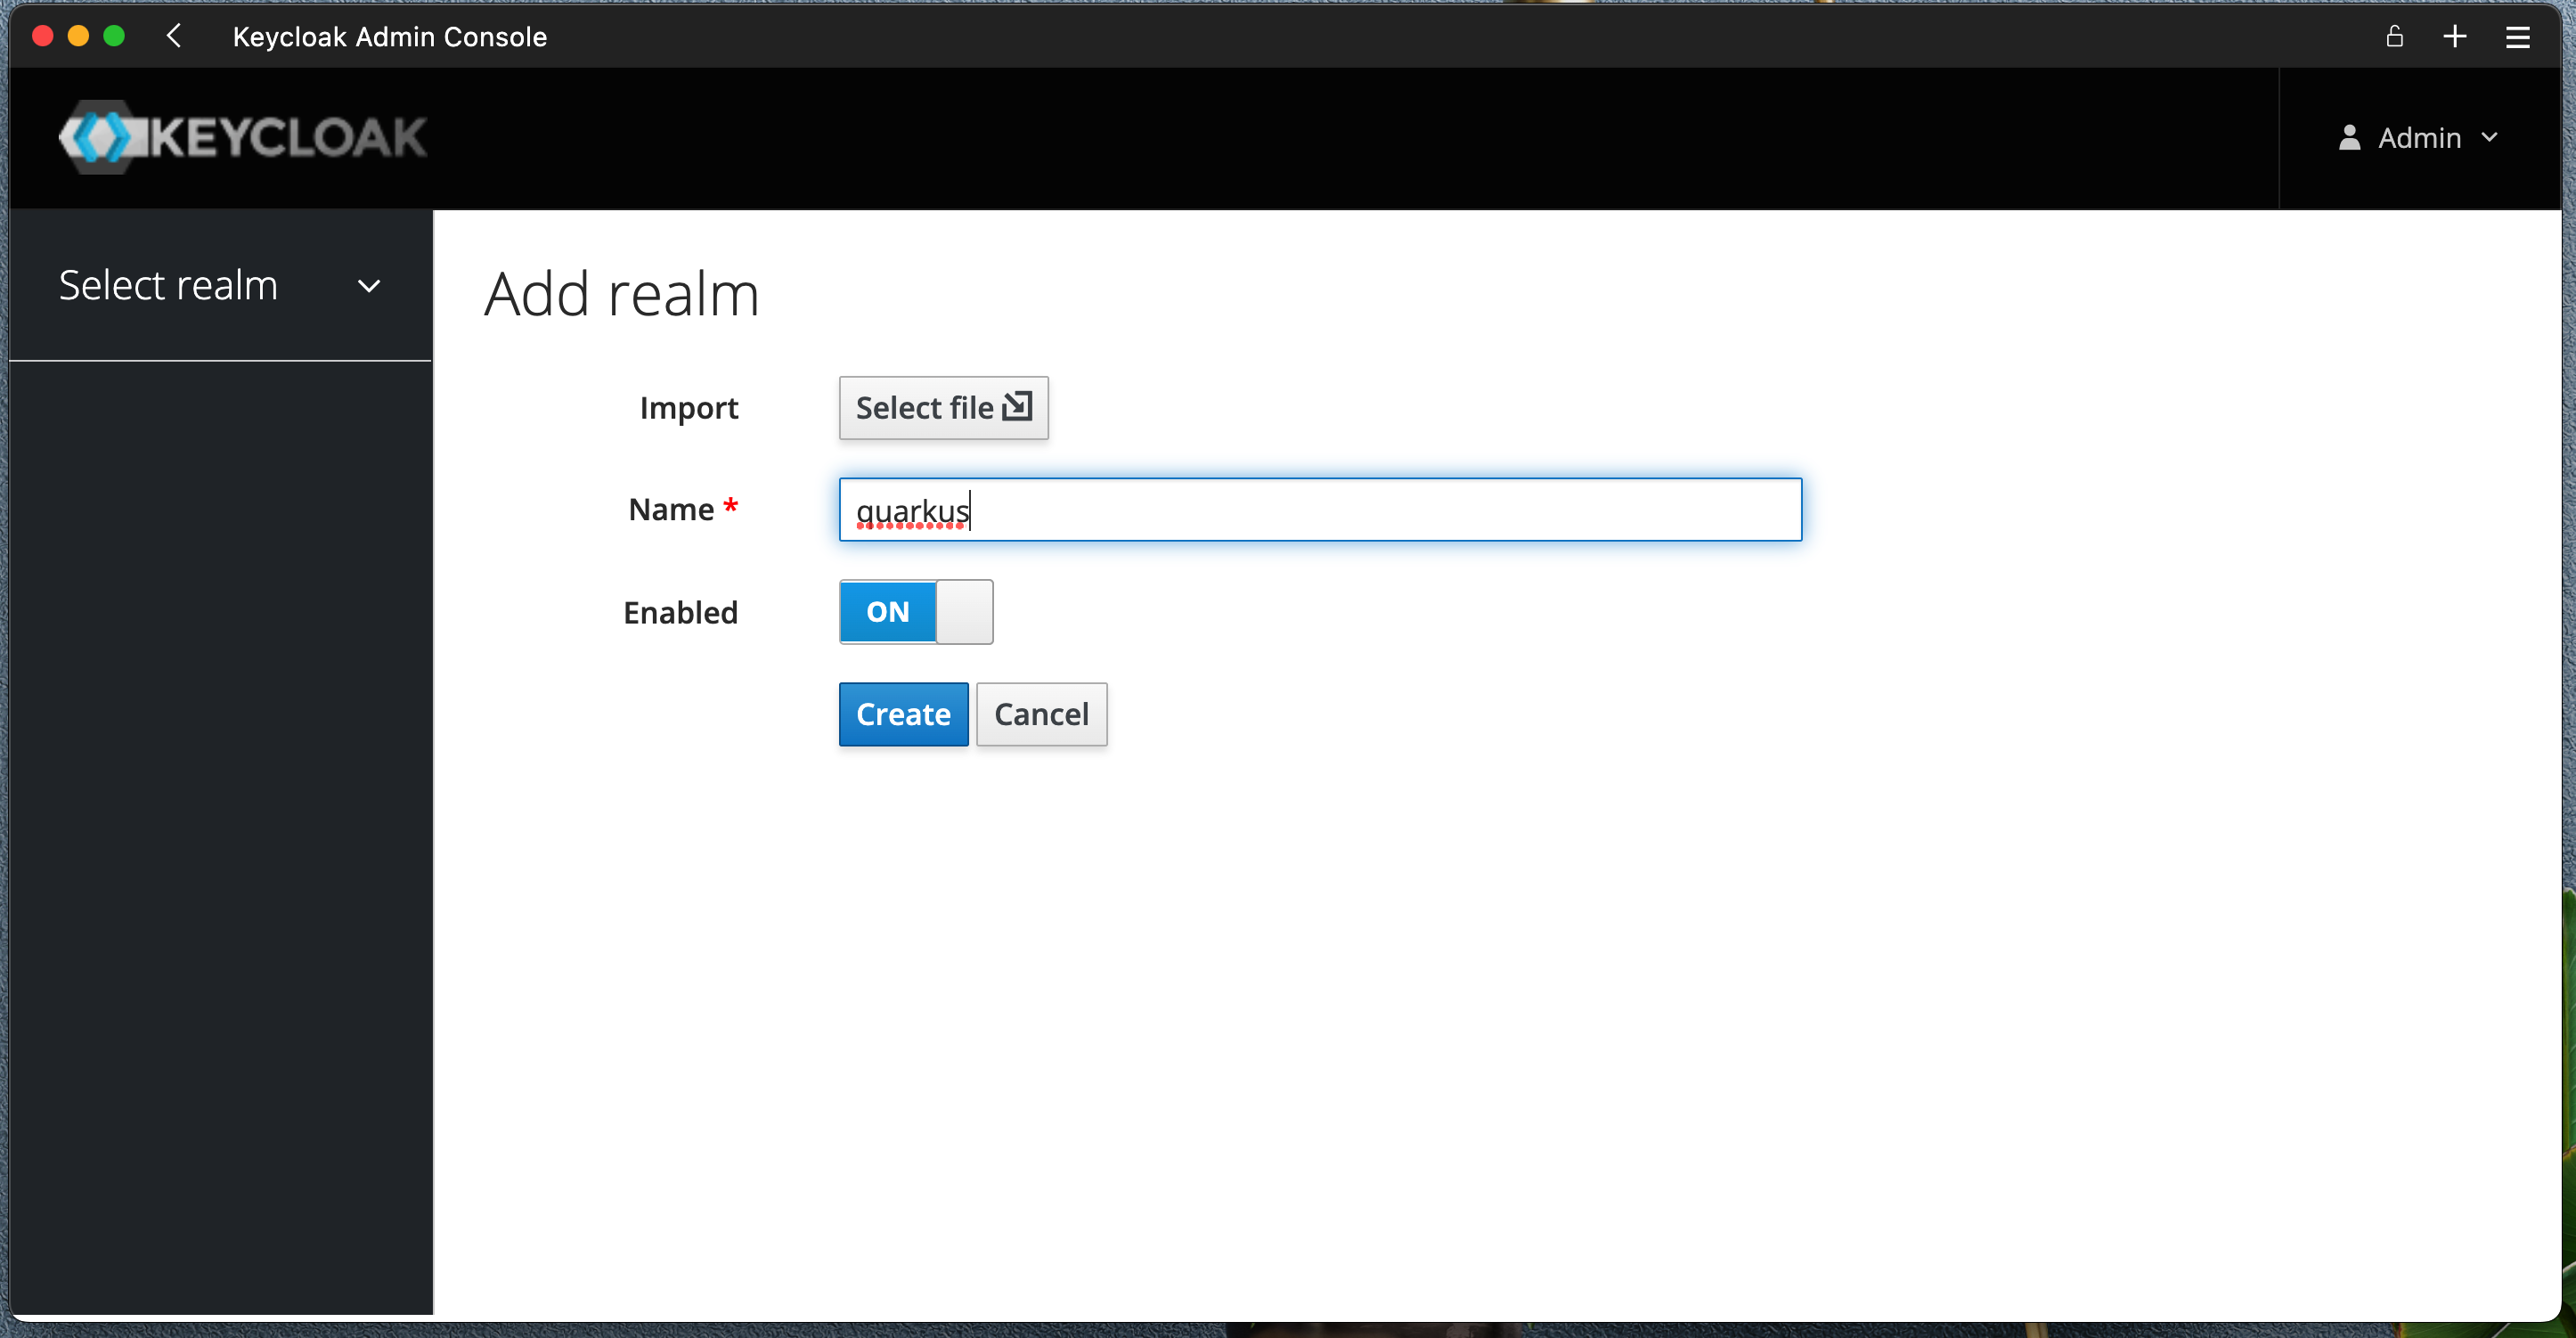 Keycloak Admin Console
KEYCLOAK
Admin
Select realm
Add realm
Import
Select file
Name *
quarkus
Enabled
ON
Create
Cancel